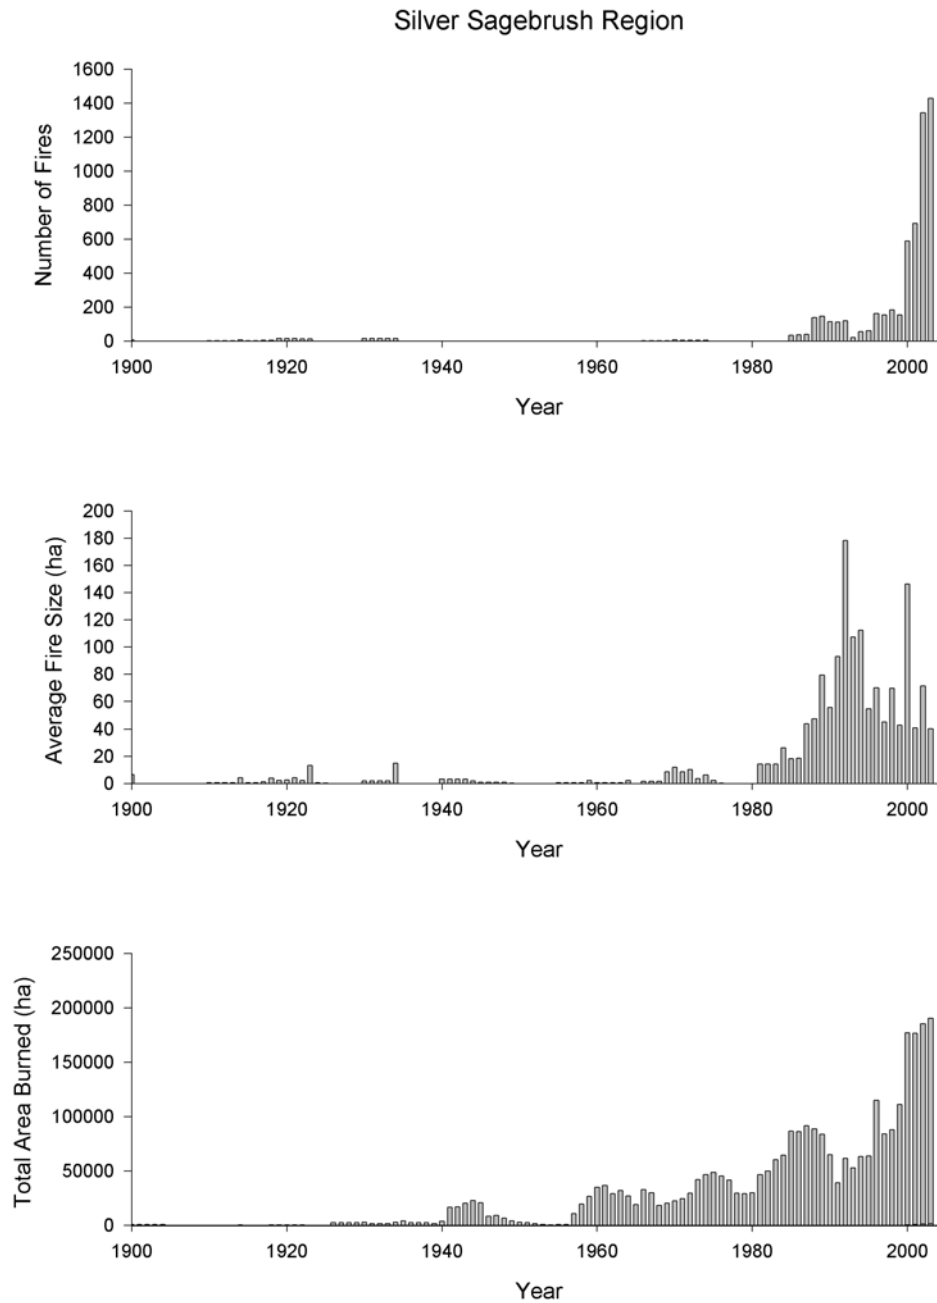 Silver Sagebrush Region
1600
1400
1200
1000
800
600
400
200
0
Number of Fires
1900 1920 1940 1960 1980 2000
Year
200
180
160
140
120
100
80
60
40
20
0
Average Fire Size (ha)
1900 1920 1940 1960 1980 2000
Year
250000
200000
150000
100000
50000
0
Total Area Burned (ha)
1900 1920 1940 1960 1980 2000
Year